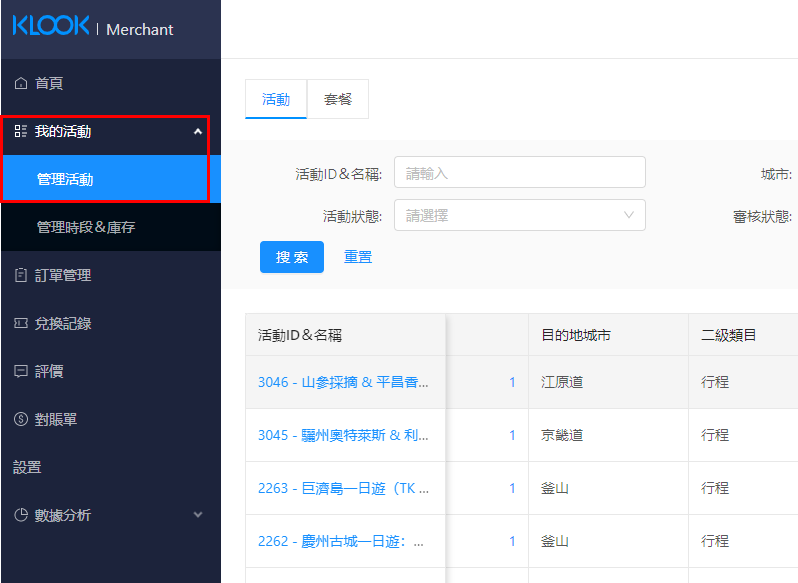 KLOOK | Merchant
首頁
我的活動
管理活動
管理時段&庫存
訂單管理
兌換記錄
評價
對賬單
設置
數據分析
活動 套餐
活動ID&名稱: 請輸入 城市:
活動狀態: 請選擇 審核狀態:
搜索 重置
活動ID&名稱 目的地城市 二級類目
3046 - 山參採摘 & 平昌香... 1 江原道 行程
3045 - 驪州奧特萊斯 & 利... 1 京畿道 行程
2263 - 巨濟島一日遊（TK ... 1 釜山 行程
2262 - 慶州古城一日遊： ... 1 釜山 行程